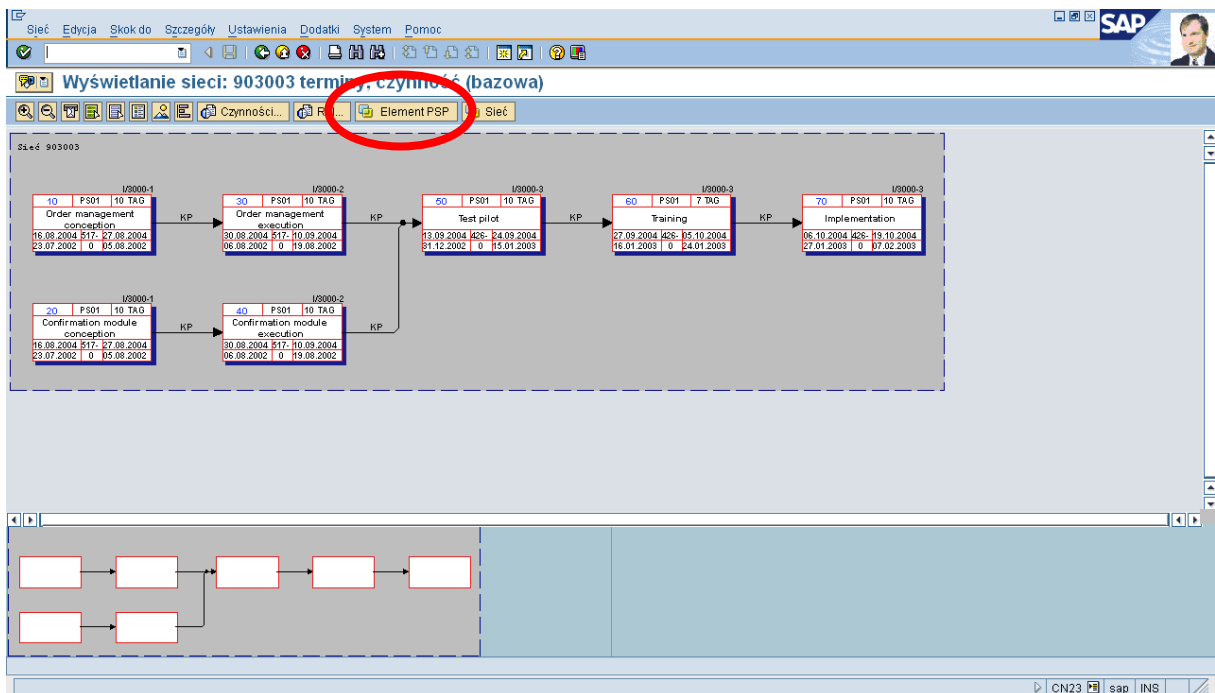 Sieć Edycja Skok do Szczegóły Ustawienia Dodatki System Pomoc
SAP
Wyświetlanie sieci: 903003 terminy, czynność (bazowa)
Czynności... Element PSP Sieć
Sieć 903003
I/3000-1 I/3000-2 I/3000-3 I/3000-3 I/3000-3
10 PS01 10 TAG
Order management
conception
16.08.2004 517- 27.08.2004
23.07.2002 0 05.08.2002
KP
30 PS01 10 TAG
Order management
execution
30.08.2004 517- 10.09.2004
06.08.2002 0 19.08.2002
KP
50 PS01 10 TAG
Test pilot
13.09.2004 426- 24.09.2004
31.12.2002 0 15.01.2003
KP
60 PS01 7 TAG
Training
27.09.2004 426- 05.10.2004
16.01.2003 0 24.01.2003
KP
70 PS01 10 TAG
Implementation
06.10.2004 426- 19.10.2004
27.01.2003 0 07.02.2003
I/3000-1 I/3000-2
20 PS01 10 TAG
Confirmation module
conception
16.08.2004 517- 27.08.2004
23.07.2002 0 05.08.2002
KP
40 PS01 10 TAG
Confirmation module
execution
30.08.2004 517- 10.09.2004
06.08.2002 0 19.08.2002
KP
CN23 sap INS